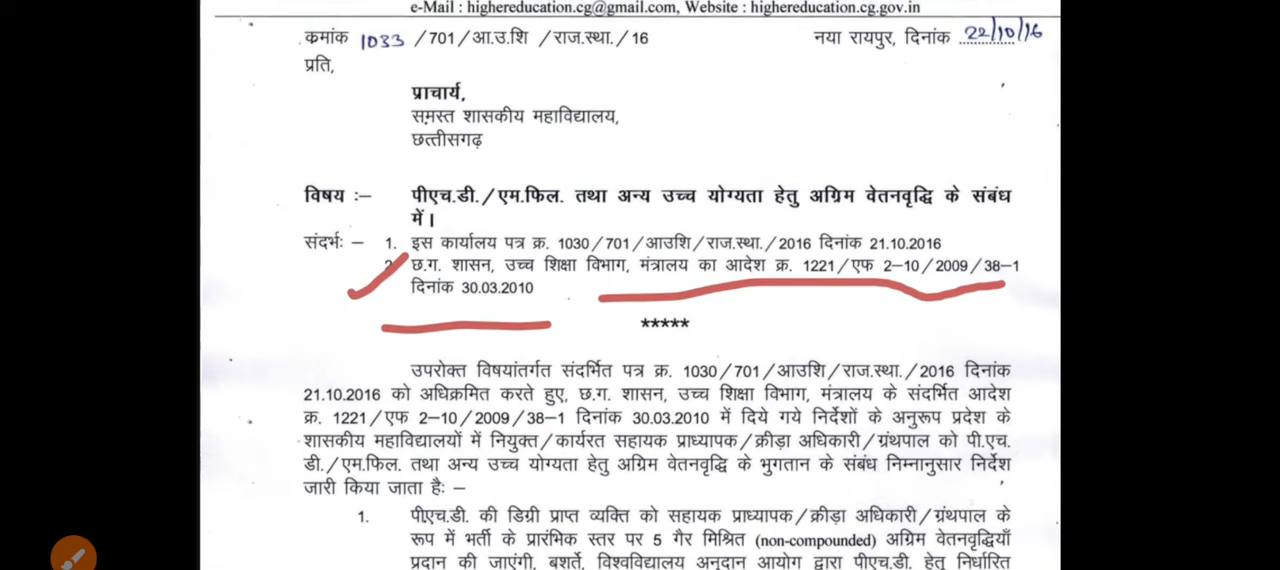 e-Mail : highereducation.cg@gmail.com, Website : highereducation.cg.gov.in
क्रमांक 1033 /701/आ.उ.शि /राज.स्था./16 नया रायपुर, दिनांक 22/10/16
प्रति,
प्राचार्य,
समस्त शासकीय महाविद्यालय,
छत्तीसगढ़
विषय :– पीएच.डी./एम.फिल. तथा अन्य उच्च योग्यता हेतु अग्रिम वेतनवृद्धि के संबंध
में।
संदर्भः – 1. इस कार्यालय पत्र क्र. 1030/701/आउशि/राज.स्था./2016 दिनांक 21.10.2016
2. छ.ग. शासन, उच्च शिक्षा विभाग, मंत्रालय का आदेश क्र. 1221/एफ 2–10/2009/38–1
दिनांक 30.03.2010
*****
उपरोक्त विषयांतर्गत संदर्भित पत्र क्र. 1030/701/आउशि/राज.स्था./2016 दिनांक
21.10.2016 को अधिक्रमित करते हुए, छ.ग. शासन, उच्च शिक्षा विभाग, मंत्रालय के संदर्भित आदेश
क्र. 1221/एफ 2–10/2009/38–1 दिनांक 30.03.2010 में दिये गये निर्देशों के अनुरूप प्रदेश के
शासकीय महाविद्यालयों में नियुक्त/कार्यरत सहायक प्राध्यापक/क्रीड़ा अधिकारी/ग्रंथपाल को पी.एच.
डी./एम.फिल. तथा अन्य उच्च योग्यता हेतु अग्रिम वेतनवृद्धि के भुगतान के संबंध निम्नानुसार निर्देश
जारी किया जाता हैः –
1. पीएच.डी. की डिग्री प्राप्त व्यक्ति को सहायक प्राध्यापक/क्रीड़ा अधिकारी/ग्रंथपाल के
रूप में भर्ती के प्रारंभिक स्तर पर 5 गैर मिश्रित (non-compounded) अग्रिम वेतनवृद्धियाँ
प्रदान की जाएंगी, बशर्ते, विश्वविद्यालय अनुदान आयोग द्वारा पीएच.डी. हेतु निर्धारित